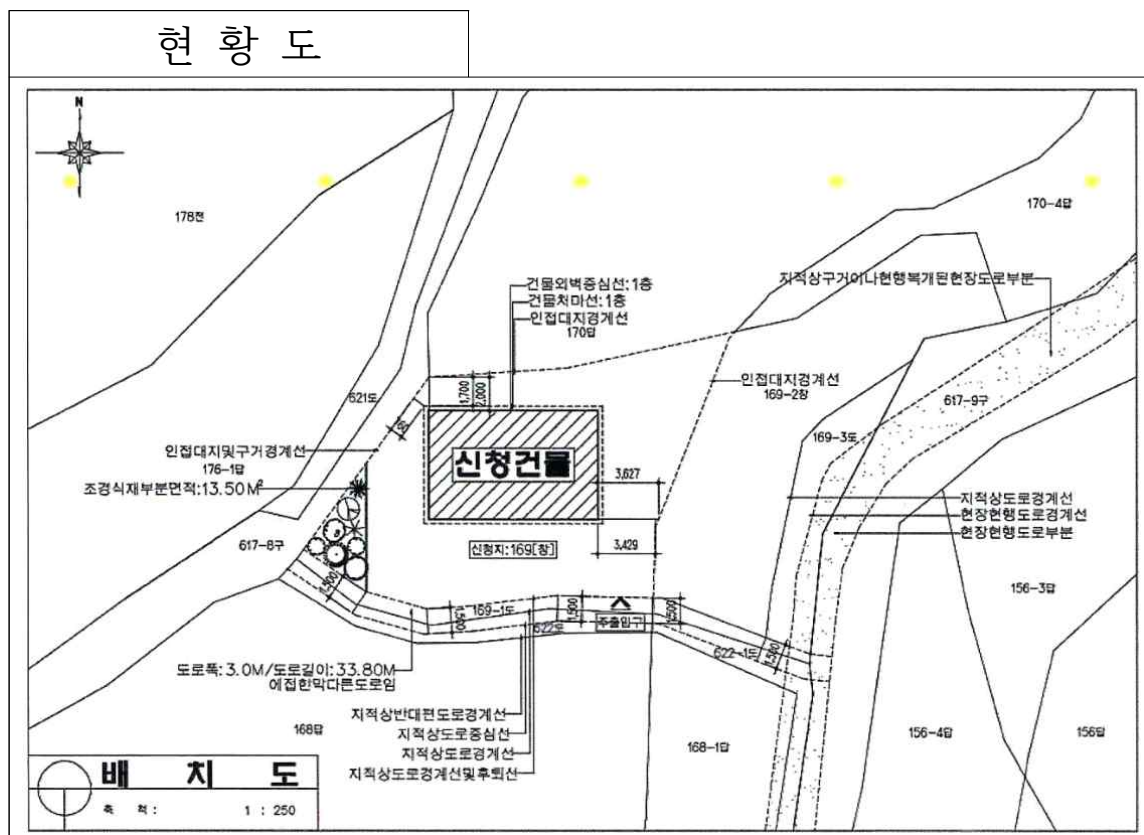 현 황 도
N
178전
170-4답
건물외벽중심선:1층
건물처마선:1층
인접대지경계선
170답
지적상구거이나현행복개된현장도로부분
1,700
2,000
인접대지경계선
169-2창
621도
617-9구
신청건물
169-3도
인접대지및구거경계선
176-1답
조경식재부분면적:13.50M²
3,627
지적상도로경계선
현장현행도로경계선
현장현행도로부분
617-8구
신청지:169[창]
3,429
156-3답
1,500
169-1도
1,500
1,500
1,500
주출입구
622도
622-1도
1,500
도로폭:3.0M/도로길이:33.80M
에접한막다른도로임
지적상반대편도로경계선
지적상도로중심선
지적상도로경계선
지적상도로경계선및후퇴선
168답
168-1답
156-4답
156답
배 치 도
축 척 : 1 : 250